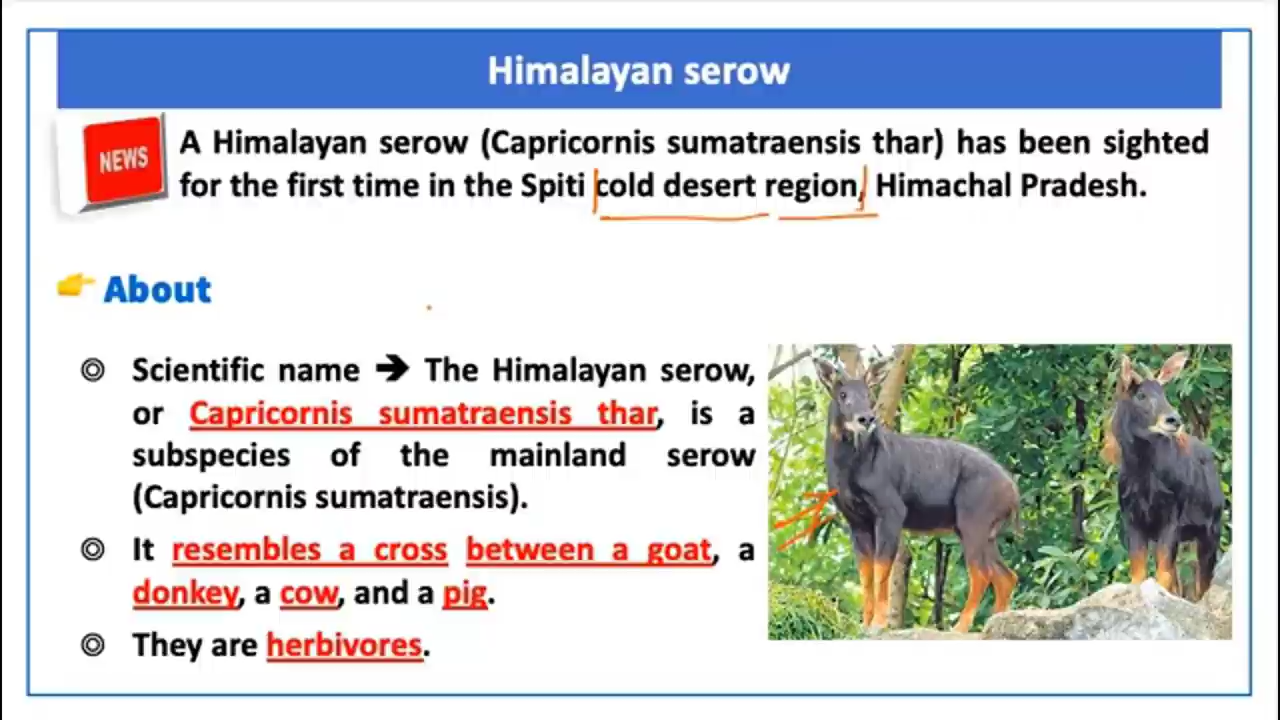 Himalayan serow
NEWS
A Himalayan serow (Capricornis sumatraensis thar) has been sighted
for the first time in the Spiti cold desert region, Himachal Pradesh.
About
Scientific name ➔ The Himalayan serow,
or Capricornis sumatraensis thar, is a
subspecies of the mainland serow
(Capricornis sumatraensis).
It resembles a cross between a goat, a
donkey, a cow, and a pig.
They are herbivores.